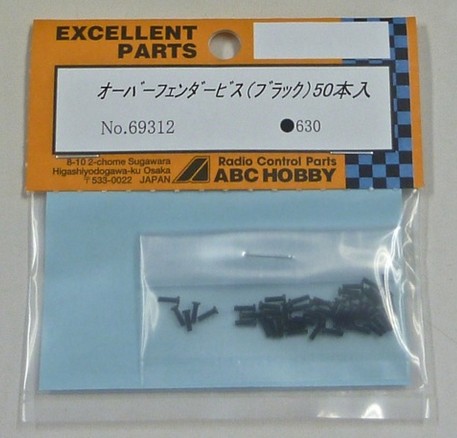 EXCELLENT
PARTS
オーバーフェンダービス(ブラック)50本入
No.69312 ●630
8-10 2-chome Sugawara
Higashiyodogawa-ku Osaka
〒533-0022 JAPAN
Radio Control Parts
ABC HOBBY